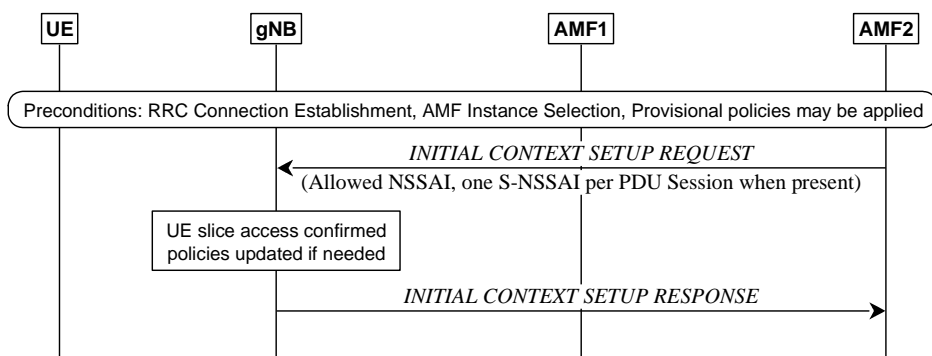 UE gNB AMF1 AMF2
Preconditions: RRC Connection Establishment, AMF Instance Selection, Provisional policies may be applied
INITIAL CONTEXT SETUP REQUEST
(Allowed NSSAI, one S-NSSAI per PDU Session when present)
UE slice access confirmed
policies updated if needed
INITIAL CONTEXT SETUP RESPONSE